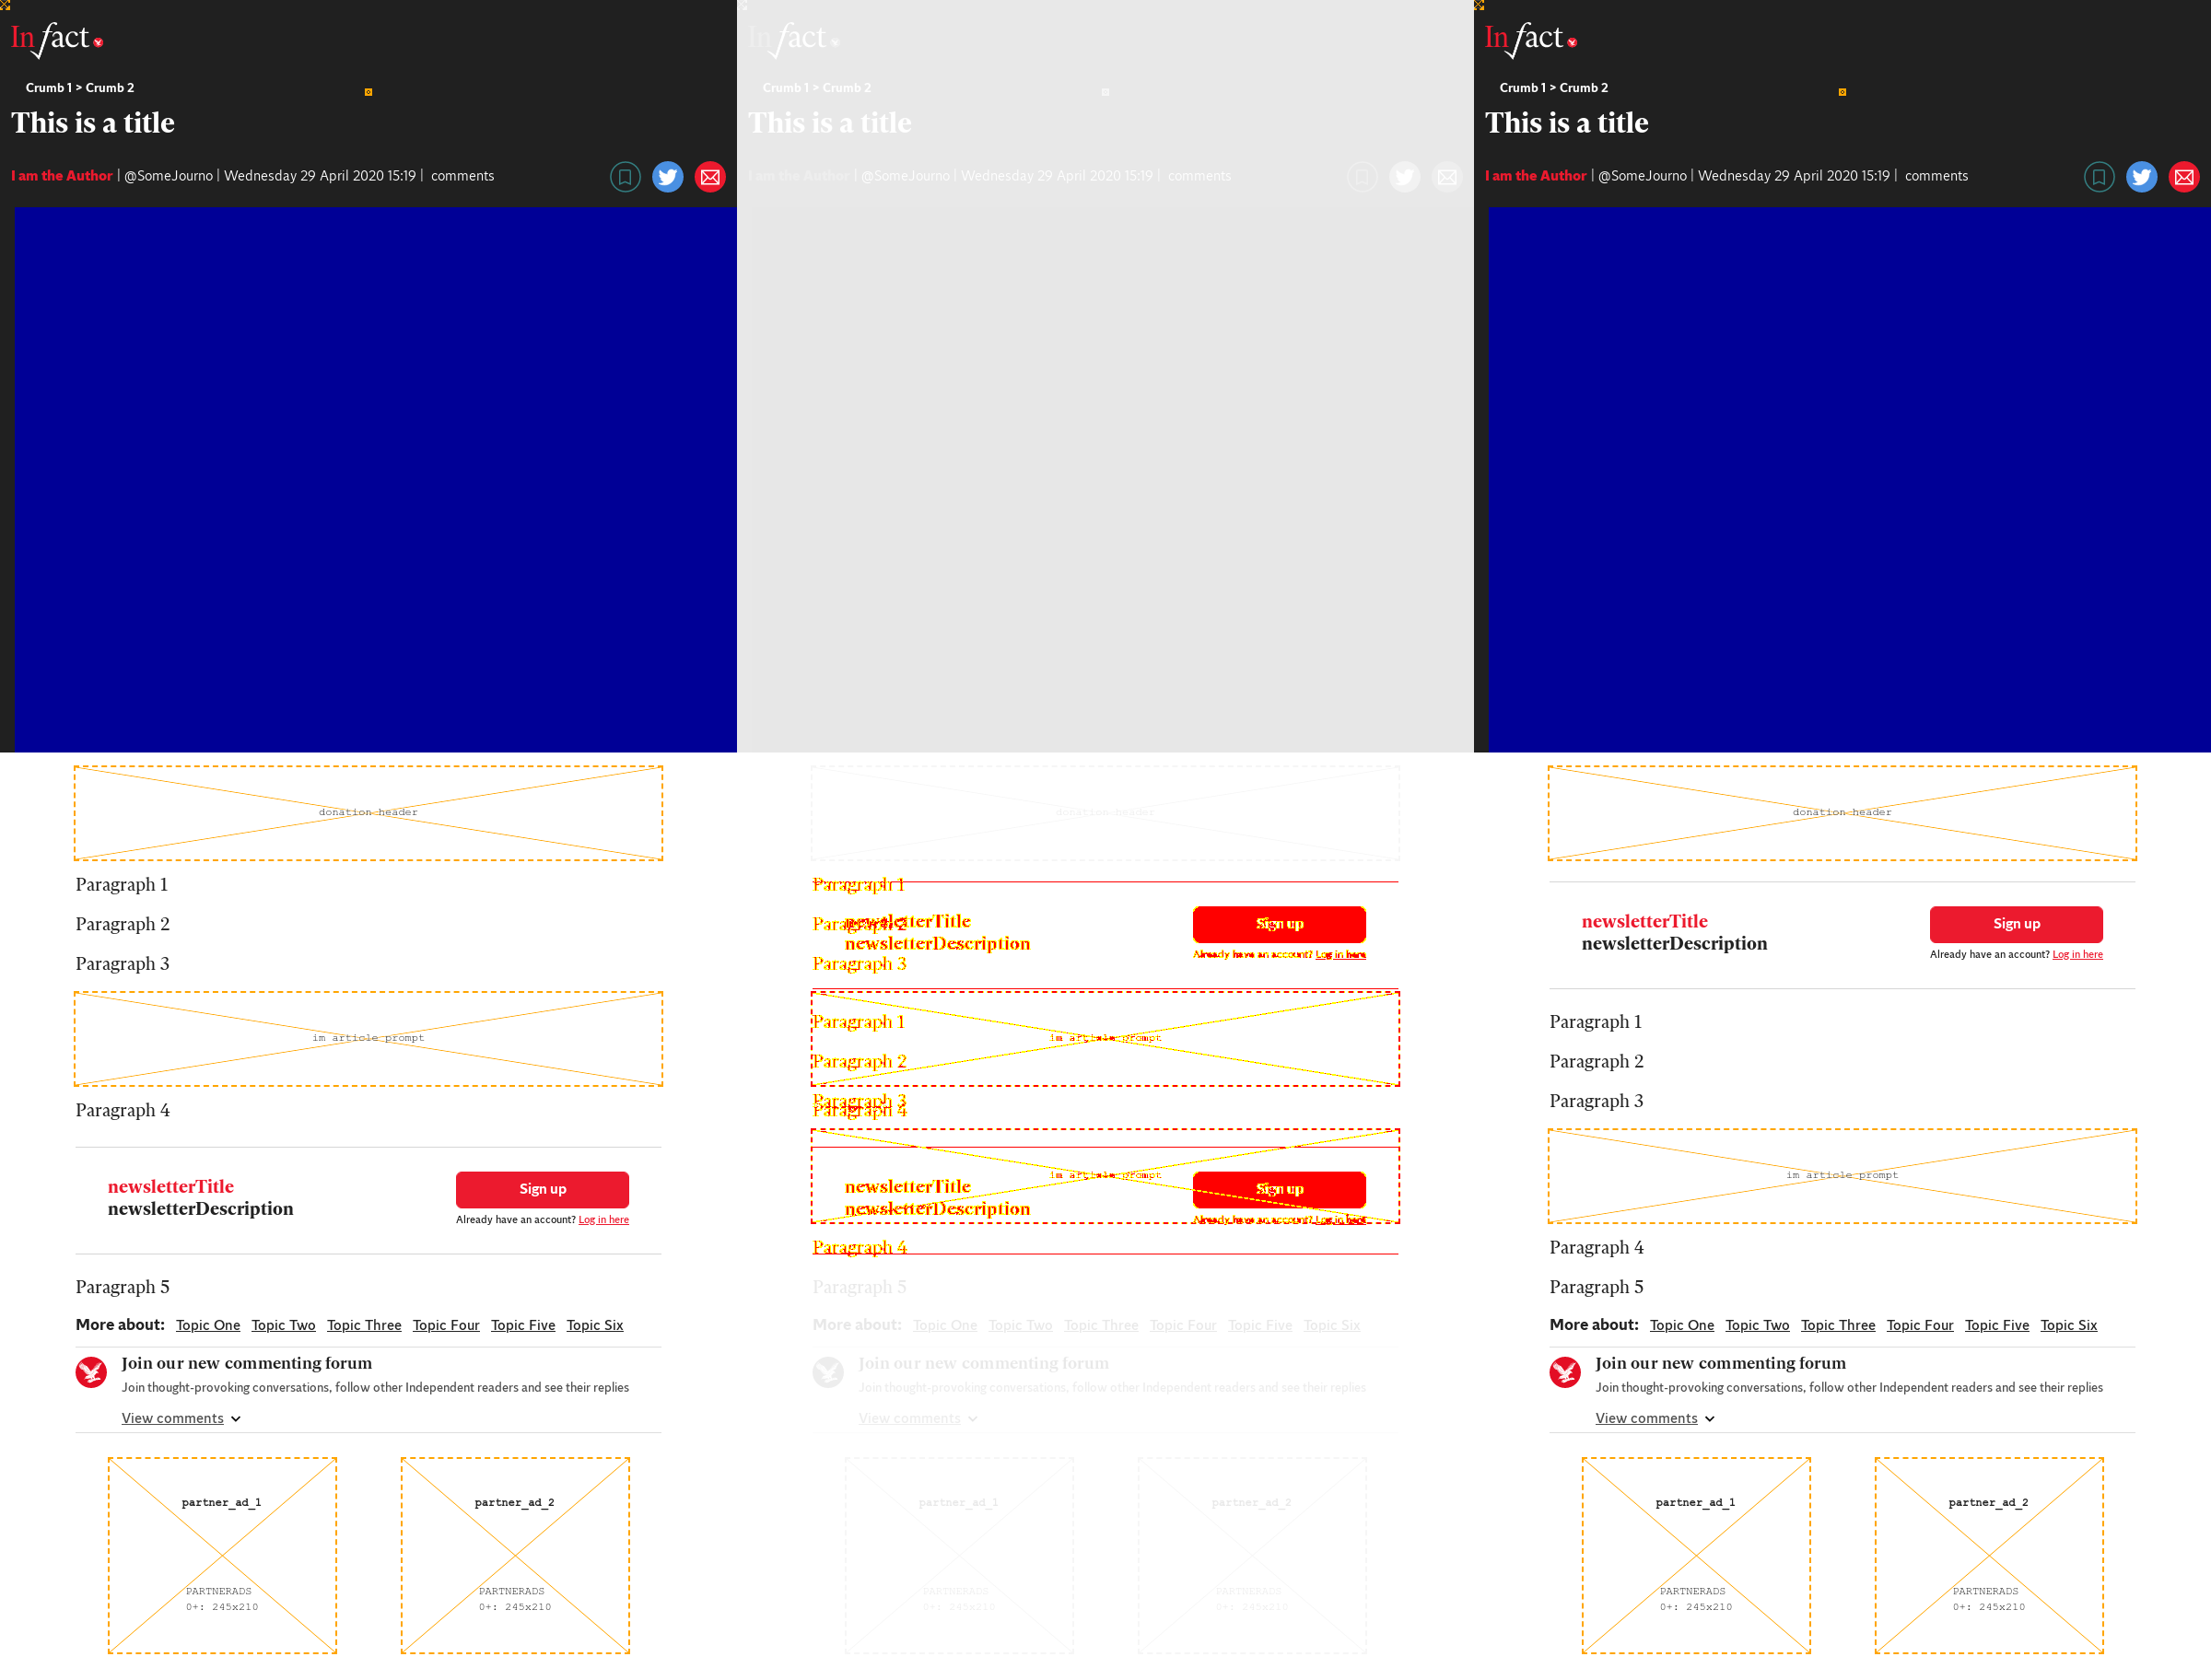 In fact
Crumb 1 > Crumb 2
This is a title
I am the Author | @SomeJourno | Wednesday 29 April 2020 15:19 | comments
donation header
Paragraph 1
Paragraph 2
Paragraph 3
im article prompt
Paragraph 4
newsletterTitle
newsletterDescription
Sign up
Already have an account? Log in here
Paragraph 5
More about: Topic One Topic Two Topic Three Topic Four Topic Five Topic Six
Join our new commenting forum
Join thought-provoking conversations, follow other Independent readers and see their replies
View comments
partner_ad_1
PARTNERADS
0+: 245x210
partner_ad_2
PARTNERADS
0+: 245x210
In fact
Crumb 1 > Crumb 2
This is a title
I am the Author | @SomeJourno | Wednesday 29 April 2020 15:19 | comments
donation header
Paragraph 1
newsletterTitle
Paragraph 2
newsletterDescription
Sign up
Already have an account? Log in here
Paragraph 3
Paragraph 1
im article prompt
Paragraph 2
Paragraph 3
Paragraph 4
im article prompt
newsletterTitle
newsletterDescription
Sign up
Already have an account? Log in here
Paragraph 4
Paragraph 5
More about: Topic One Topic Two Topic Three Topic Four Topic Five Topic Six
Join our new commenting forum
Join thought-provoking conversations, follow other Independent readers and see their replies
View comments
partner_ad_1
PARTNERADS
0+: 245x210
partner_ad_2
PARTNERADS
0+: 245x210
In fact
Crumb 1 > Crumb 2
This is a title
I am the Author | @SomeJourno | Wednesday 29 April 2020 15:19 | comments
donation header
newsletterTitle
newsletterDescription
Sign up
Already have an account? Log in here
Paragraph 1
Paragraph 2
Paragraph 3
im article prompt
Paragraph 4
Paragraph 5
More about: Topic One Topic Two Topic Three Topic Four Topic Five Topic Six
Join our new commenting forum
Join thought-provoking conversations, follow other Independent readers and see their replies
View comments
partner_ad_1
PARTNERADS
0+: 245x210
partner_ad_2
PARTNERADS
0+: 245x210